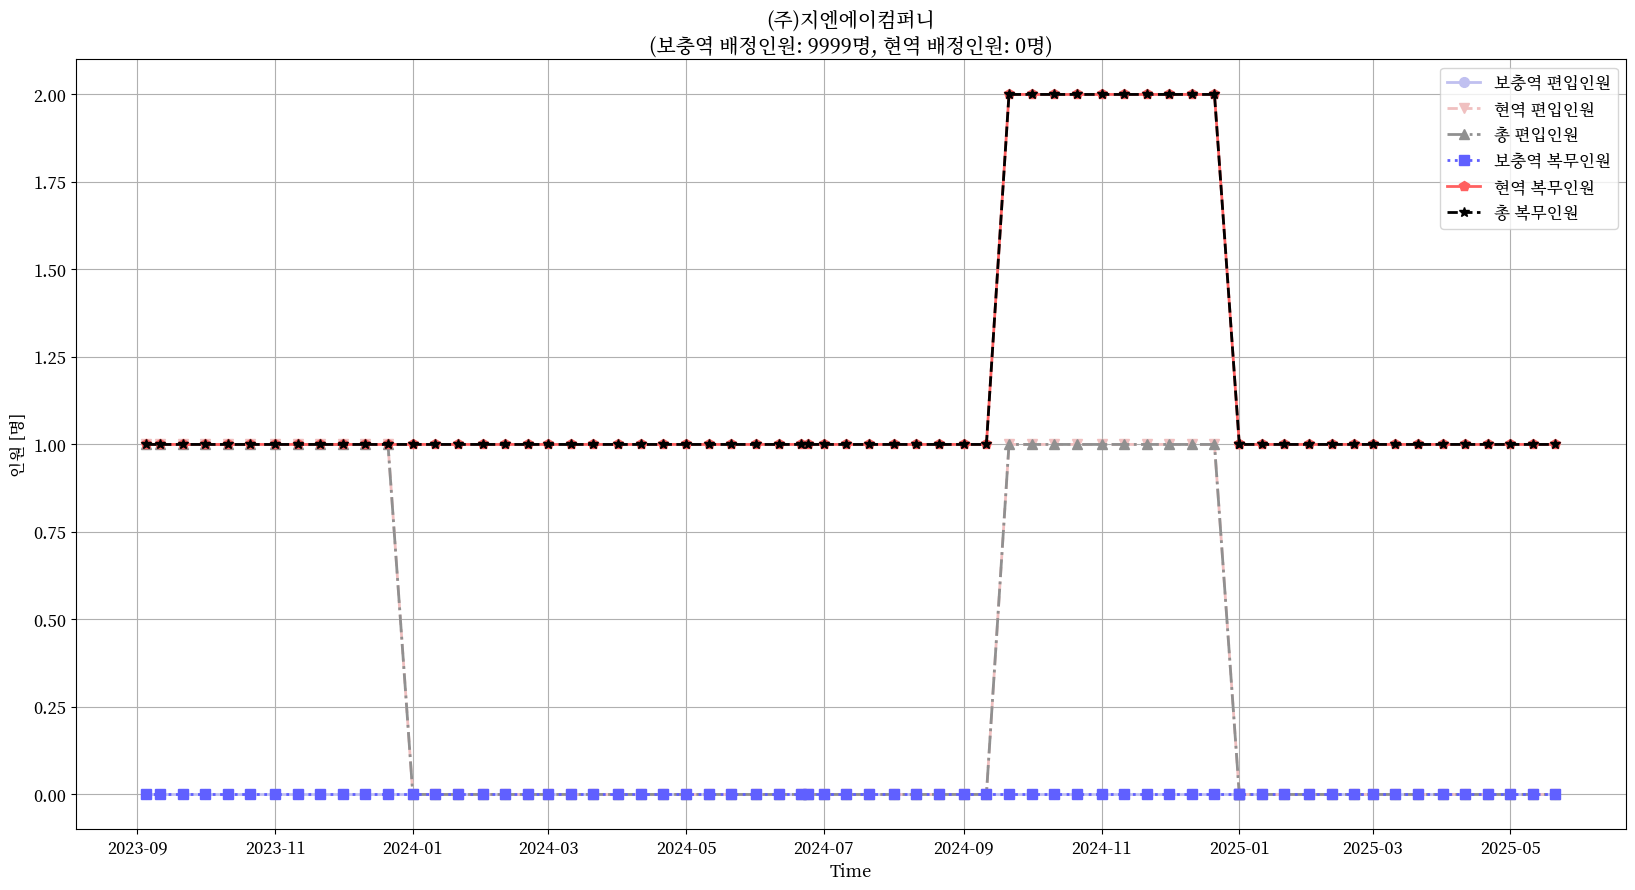 (주)지엔에이컴퍼니
(보충역 배정인원: 9999명, 현역 배정인원: 0명)
보충역 편입인원
현역 편입인원
총 편입인원
보충역 복무인원
현역 복무인원
총 복무인원
인원 [명]
2.00
1.75
1.50
1.25
1.00
0.75
0.50
0.25
0.00
2023-09 2023-11 2024-01 2024-03 2024-05 2024-07 2024-09 2024-11 2025-01 2025-03 2025-05
Time